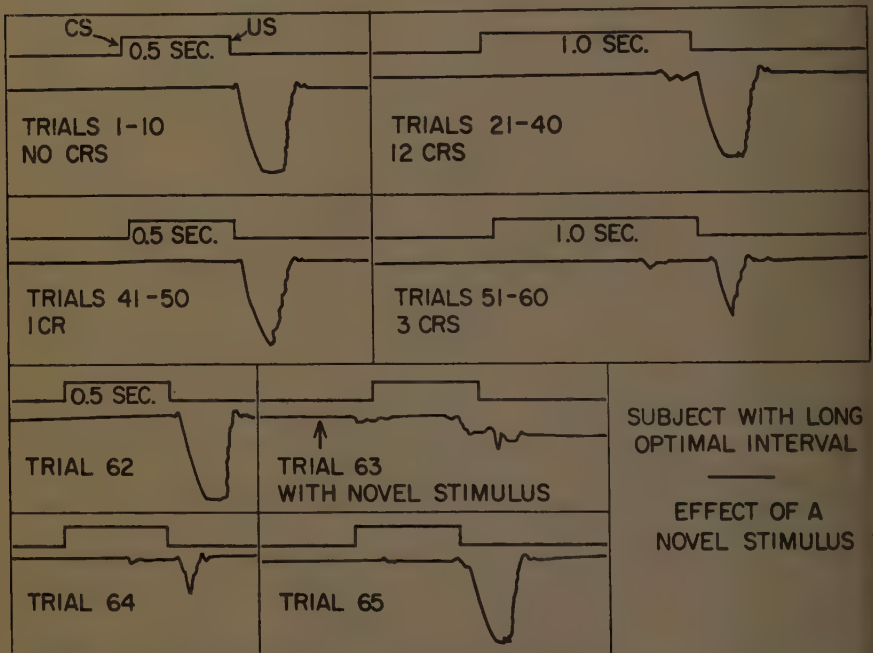 CS
US
0.5 SEC.
TRIALS 1-10
NO CRS
1.0 SEC.
TRIALS 21-40
12 CRS
0.5 SEC.
TRIALS 41-50
1 CR
1.0 SEC.
TRIALS 51-60
3 CRS
0.5 SEC.
TRIAL 62
TRIAL 63
WITH NOVEL STIMULUS
SUBJECT WITH LONG
OPTIMAL INTERVAL
EFFECT OF A
NOVEL STIMULUS
TRIAL 64
TRIAL 65